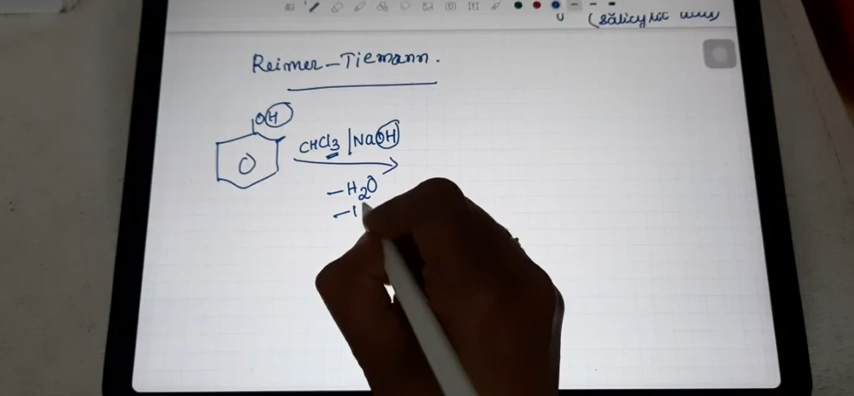 (salicylic
Reimer-Tiemann.
OH
CHCl3 | NaOH
- H2O
-